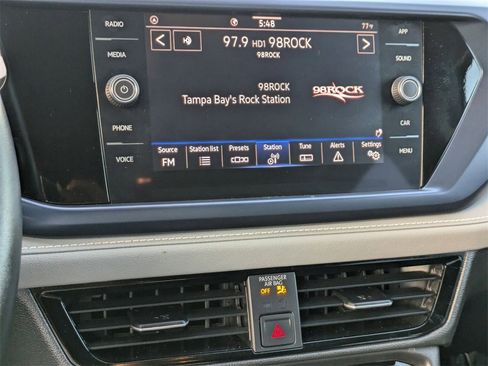 RADIO
MEDIA
PHONE
VOICE
5:48
77°F
97.9 HD1 98ROCK
98ROCK
98ROCK
Tampa Bay's Rock Station
98ROCK
Source
FM
Station list
Presets
Station
Tune
Alerts
Settings
APP
SOUND
CAR
MENU
PASSENGER
AIR BAG
OFF